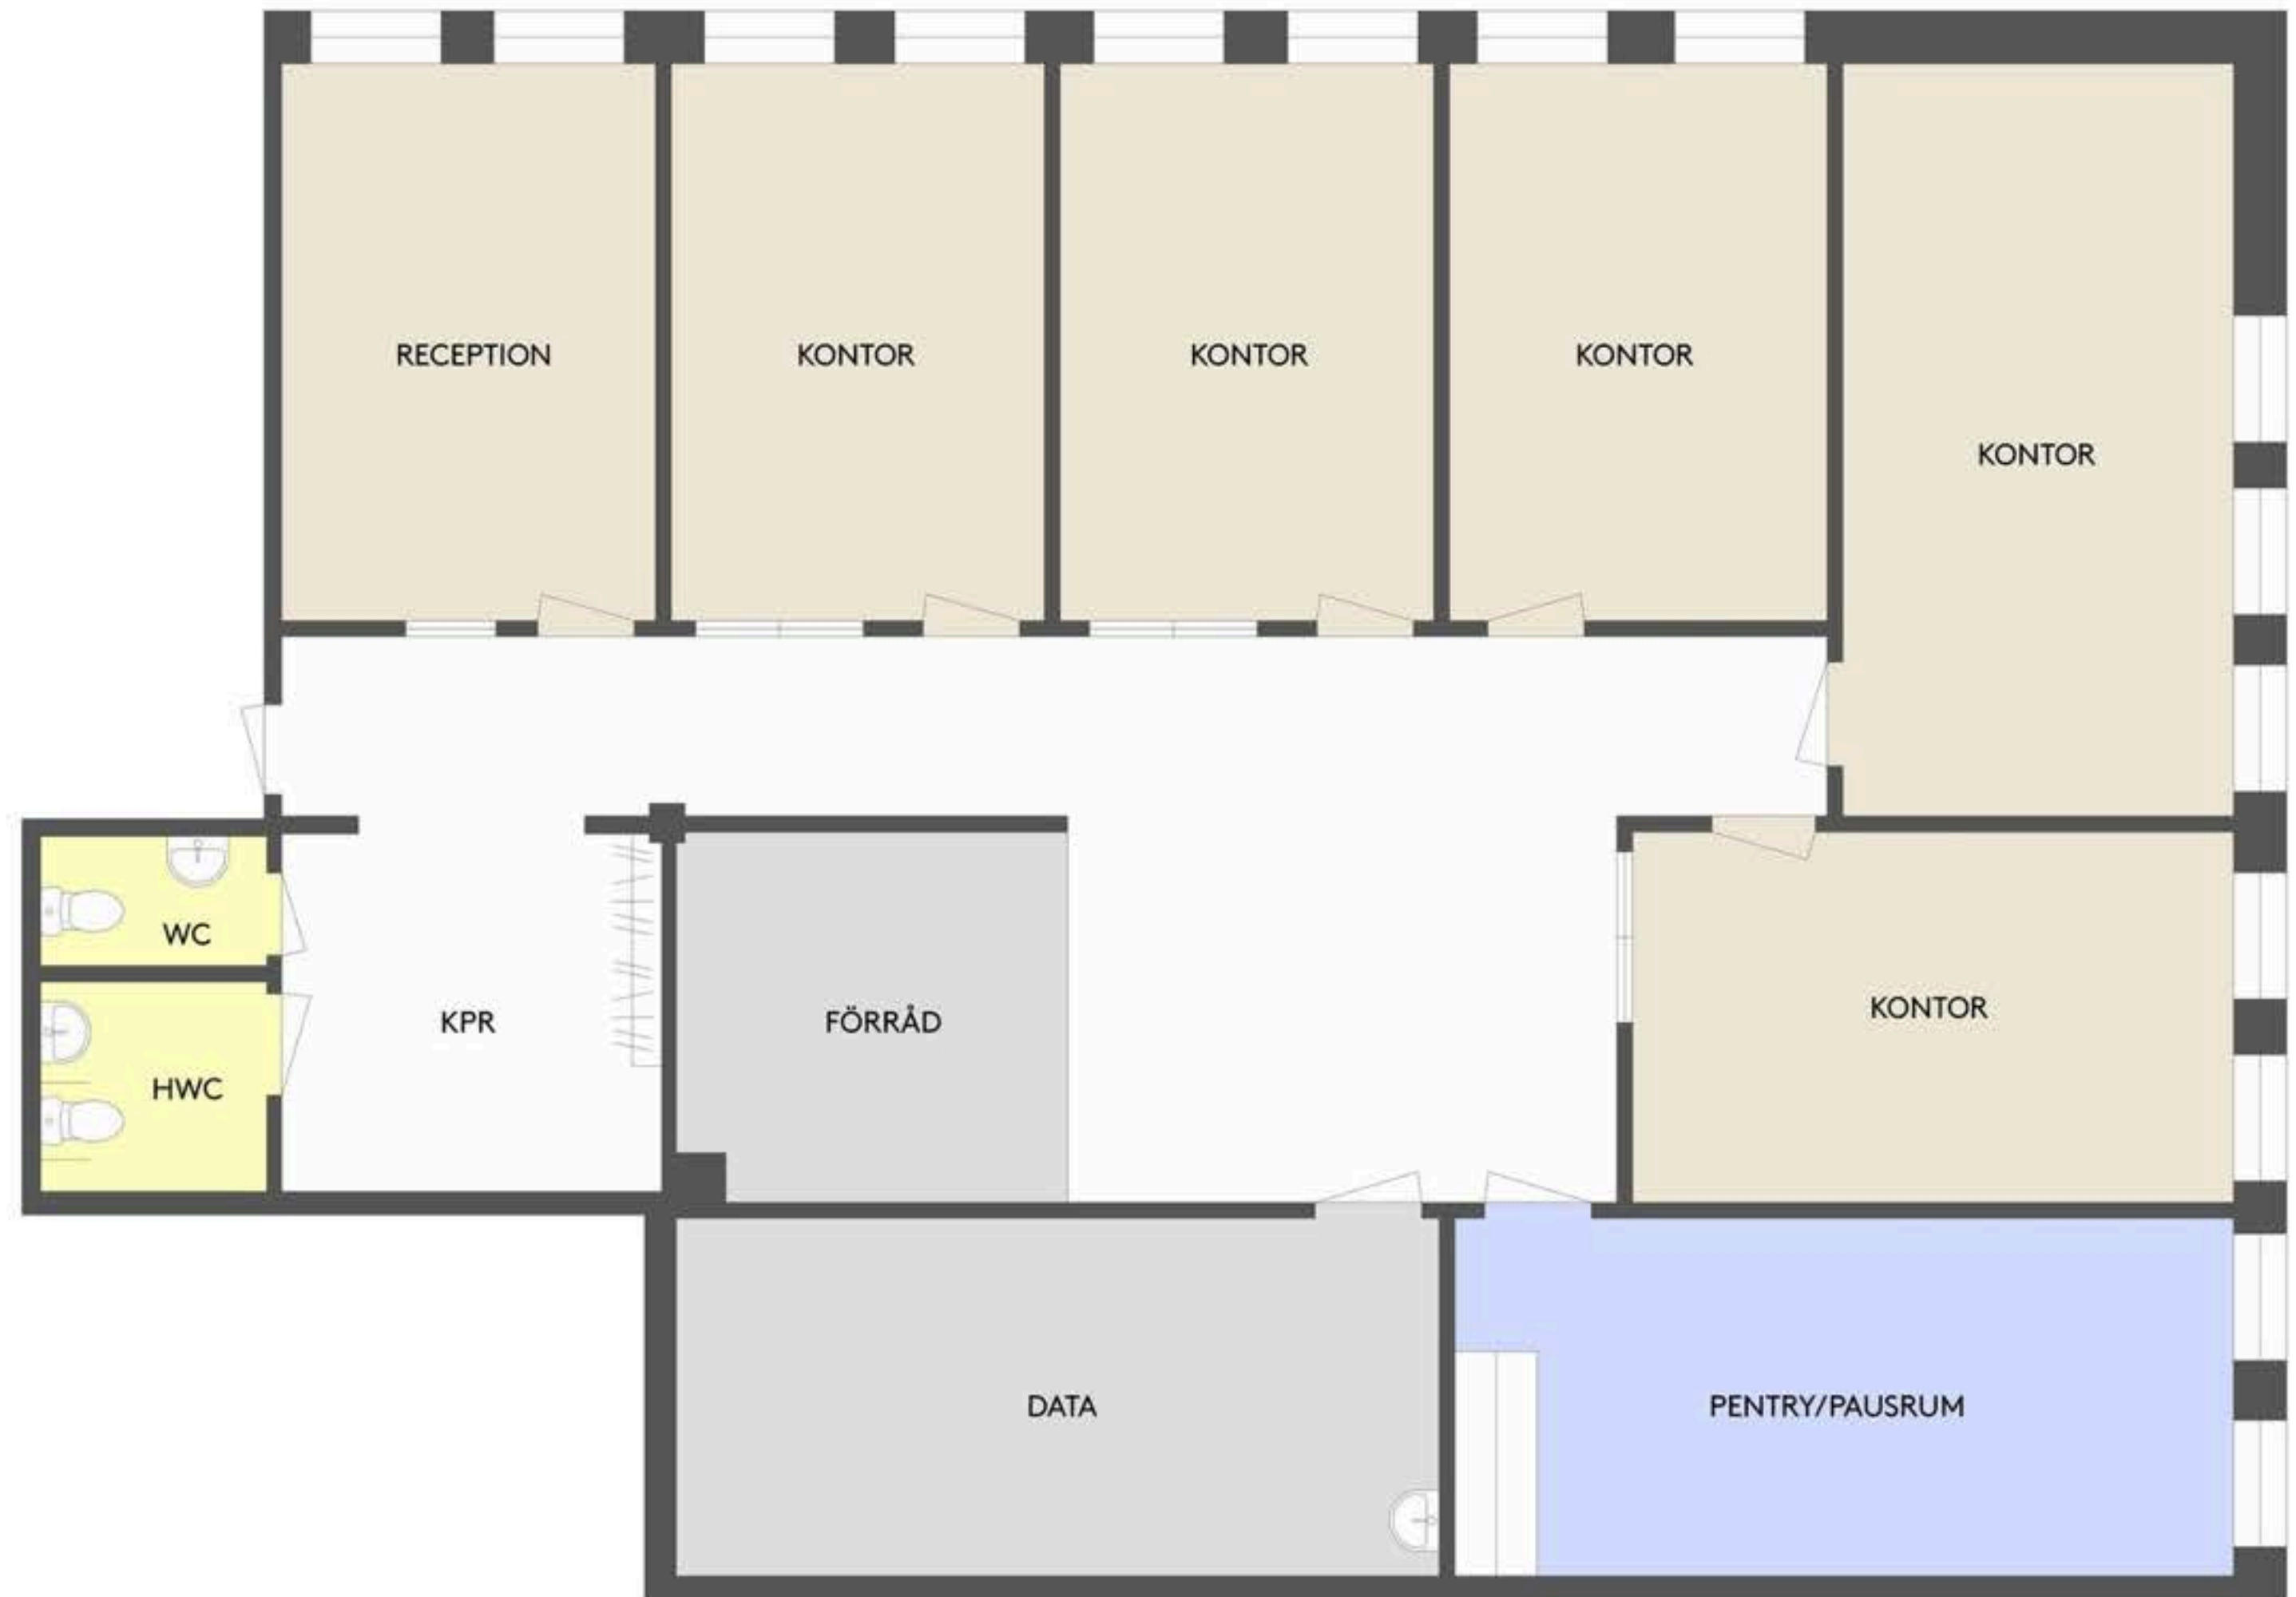 RECEPTION
KONTOR
KONTOR
KONTOR
KONTOR
WC
KPR
FÖRRÅD
KONTOR
HWC
DATA
PENTRY/PAUSRUM